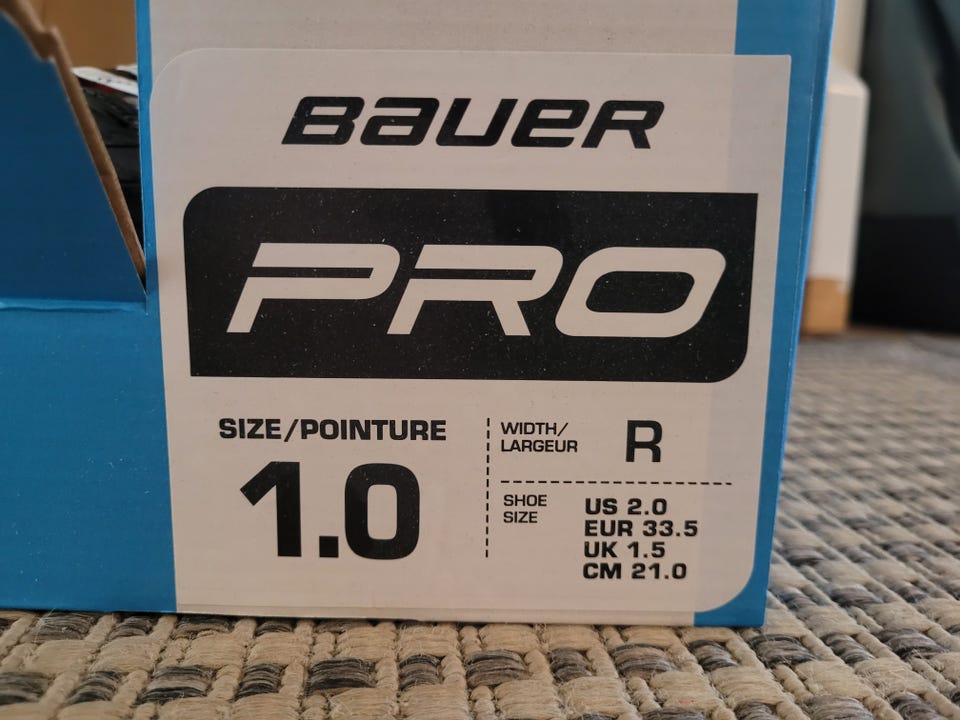 BAUER
PRO
SIZE/POINTURE
1.0
WIDTH/
LARGEUR
R
SHOE
SIZE
US 2.0
EUR 33.5
UK 1.5
CM 21.0